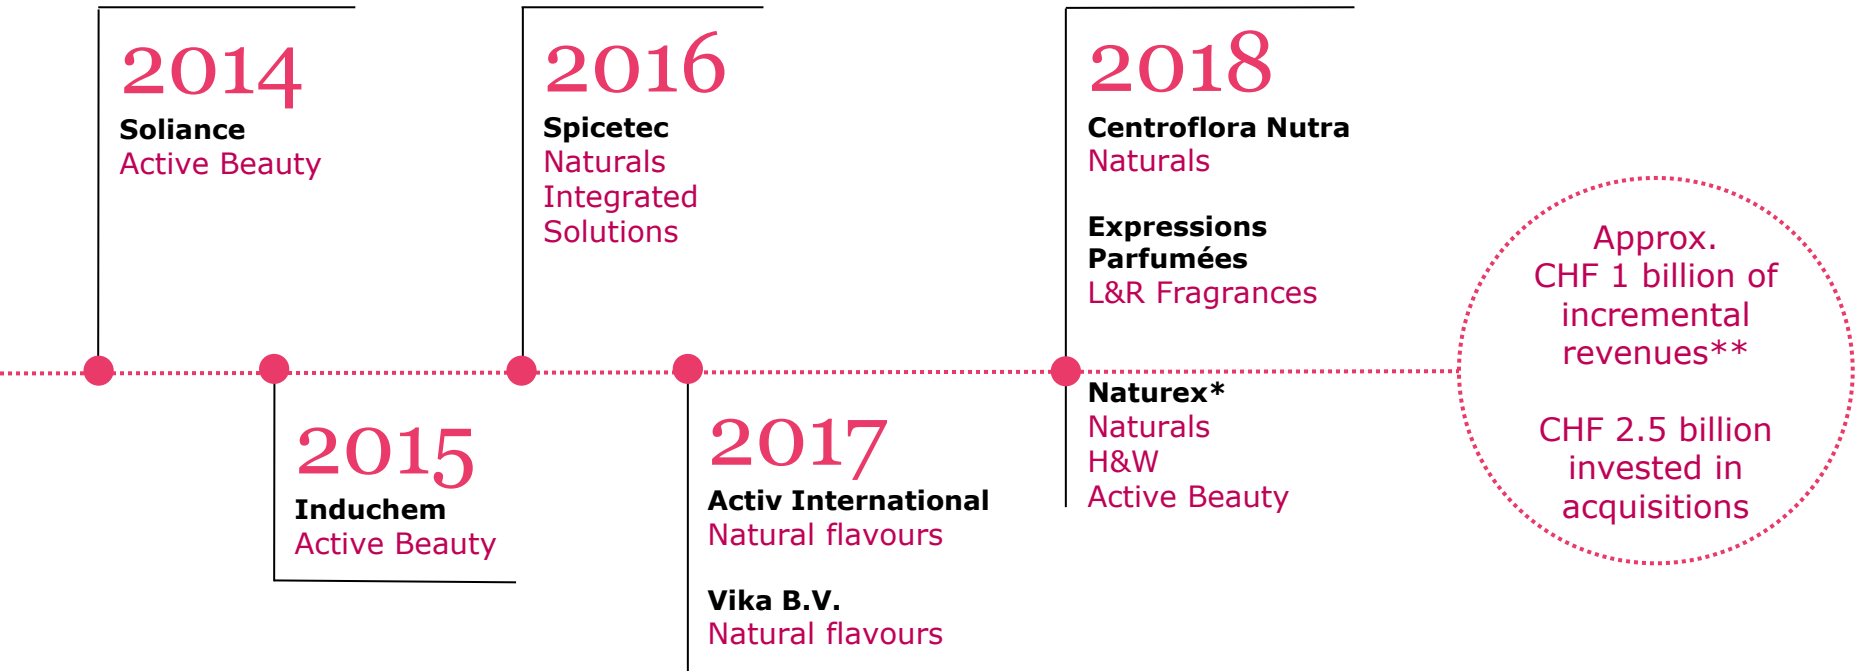 2014
Soliance
Active Beauty
2015
Induchem
Active Beauty
2016
Spicetec
Naturals
Integrated
Solutions
2017
Activ International
Natural flavours
Vika B.V.
Natural flavours
2018
Centroflora Nutra
Naturals
Expressions
Parfumées
L&R Fragrances
Naturex*
Naturals
H&W
Active Beauty
Approx.
CHF 1 billion of
incremental
revenues**
CHF 2.5 billion
invested in
acquisitions